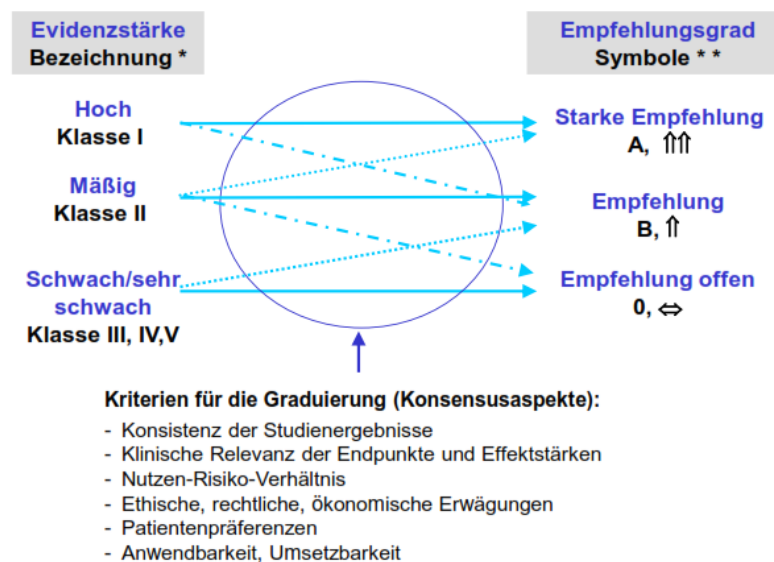 Evidenzstärke
Bezeichnung *
Empfehlungsgrad
Symbole * *
Hoch
Klasse I
Starke Empfehlung
A, ⇑⇑
Mäßig
Klasse II
Empfehlung
B, ⇑
Schwach/sehr
schwach
Klasse III, IV,V
Empfehlung offen
0, ⇔
Kriterien für die Graduierung (Konsensusaspekte):
- Konsistenz der Studienergebnisse
- Klinische Relevanz der Endpunkte und Effektstärken
- Nutzen-Risiko-Verhältnis
- Ethische, rechtliche, ökonomische Erwägungen
- Patientenpräferenzen
- Anwendbarkeit, Umsetzbarkeit